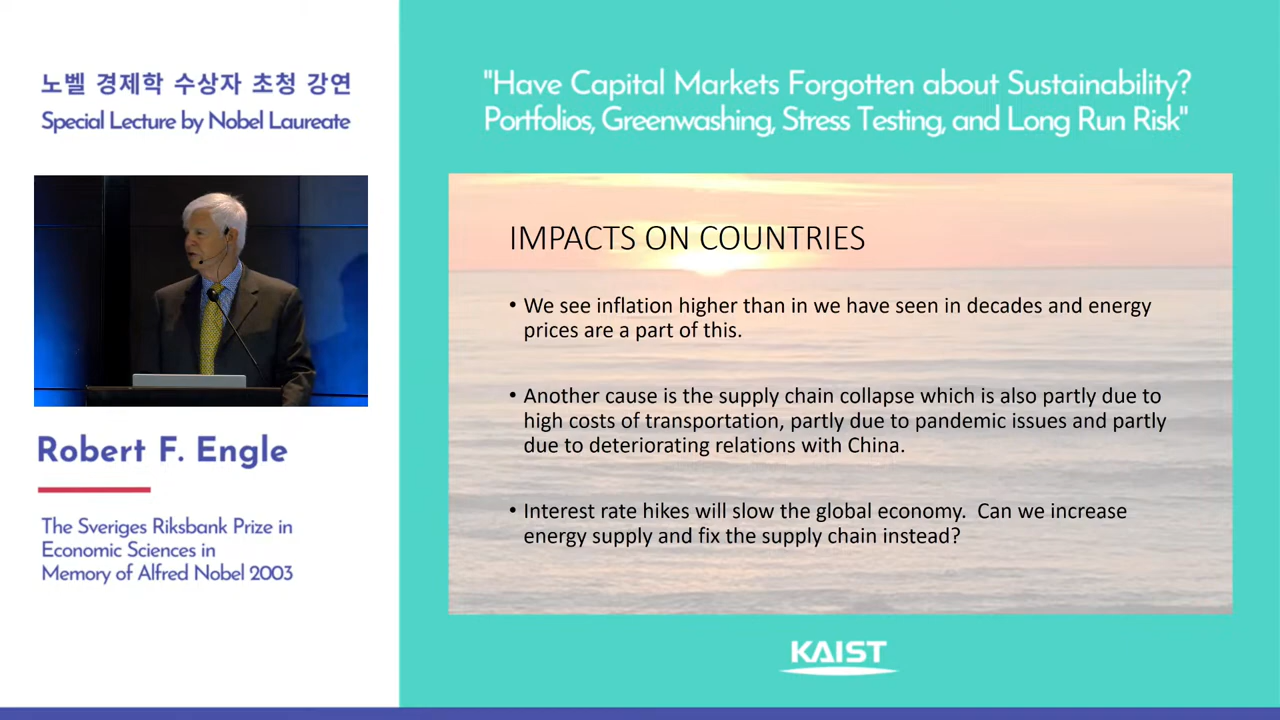 노벨 경제학 수상자 초청 강연
Special Lecture by Nobel Laureate
Robert F. Engle
The Sveriges Riksbank Prize in
Economic Sciences in
Memory of Alfred Nobel 2003
"Have Capital Markets Forgotten about Sustainability?
Portfolios, Greenwashing, Stress Testing, and Long Run Risk"
IMPACTS ON COUNTRIES
• We see inflation higher than in we have seen in decades and energy
prices are a part of this.
• Another cause is the supply chain collapse which is also partly due to
high costs of transportation, partly due to pandemic issues and partly
due to deteriorating relations with China.
• Interest rate hikes will slow the global economy.  Can we increase
energy supply and fix the supply chain instead?
KAIST